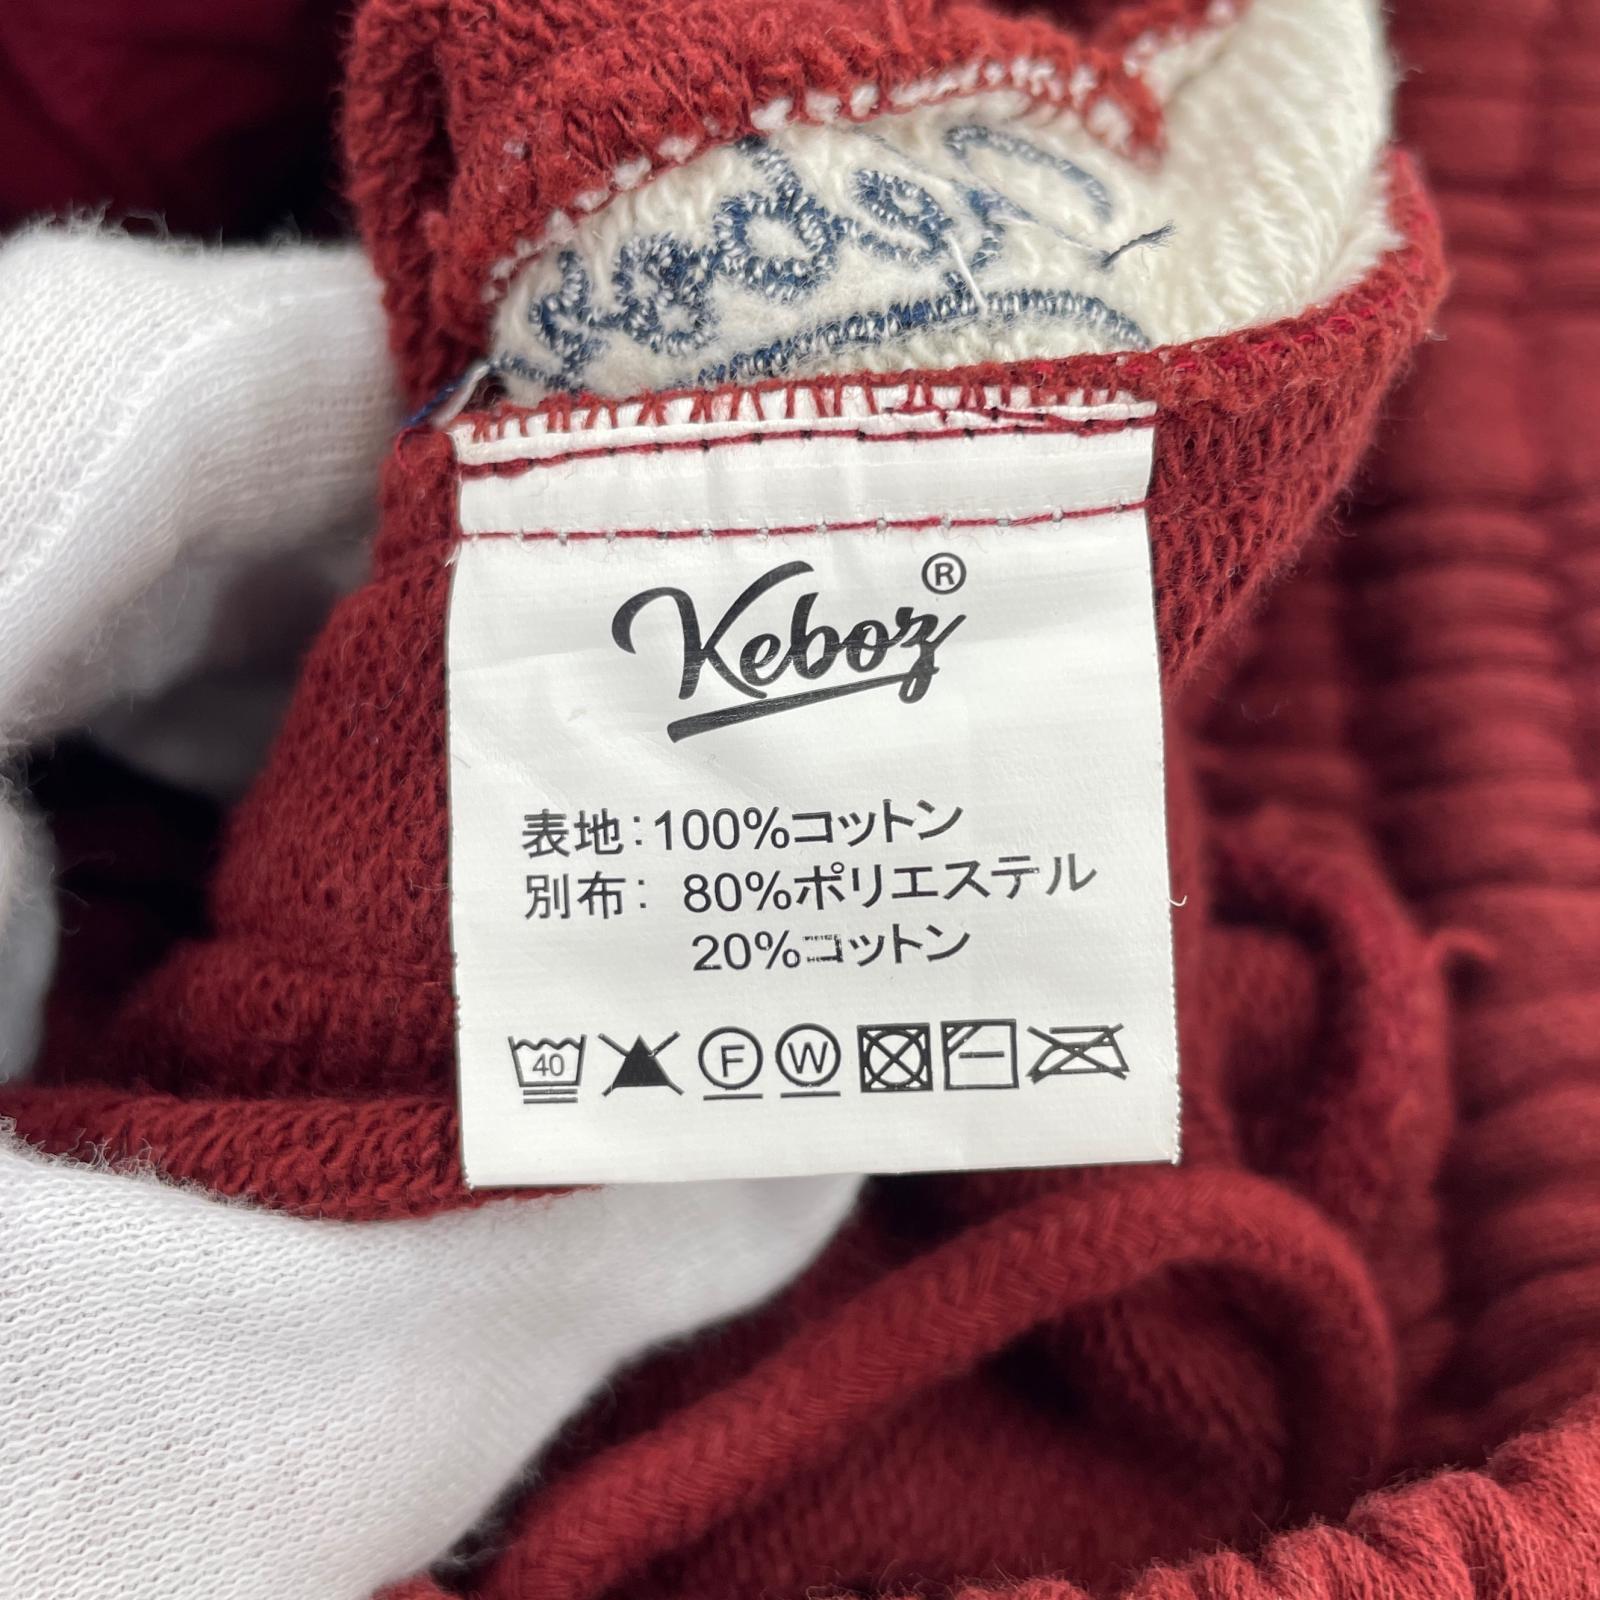 Keboz®
表地:100%コットン
別布: 80%ポリエステル
20%コットン
40 F W